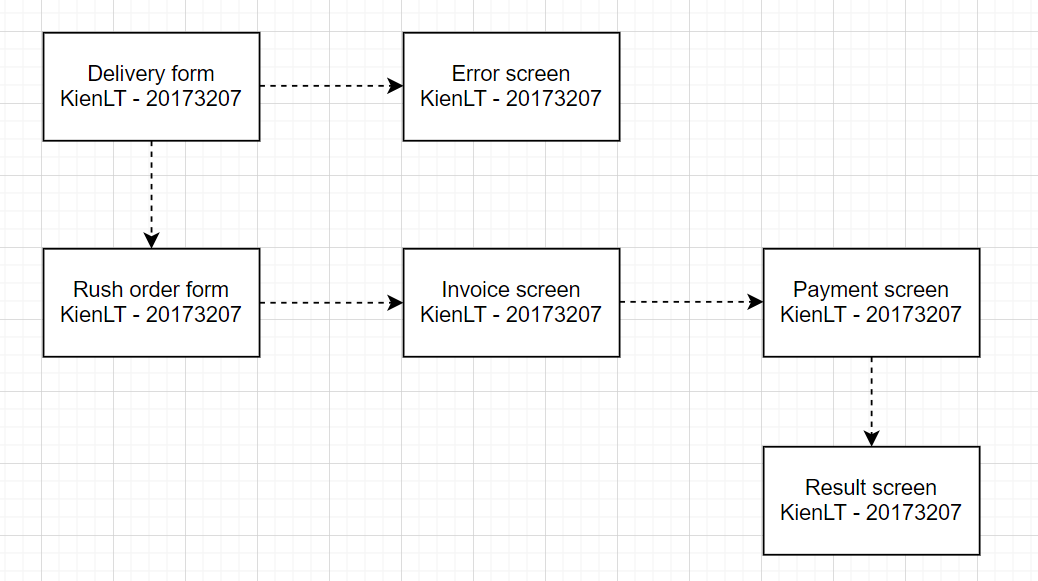 Delivery form
KienLT - 20173207
Error screen
KienLT - 20173207
Rush order form
KienLT - 20173207
Invoice screen
KienLT - 20173207
Payment screen
KienLT - 20173207
Result screen
KienLT - 20173207